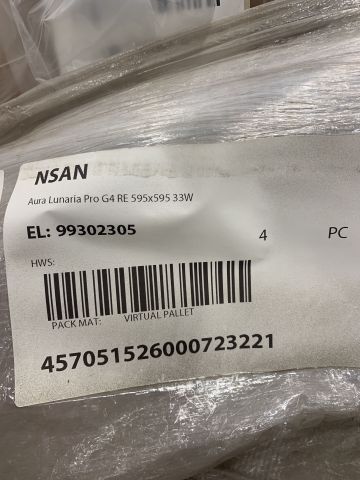 NSAN
Aura Lunaria Pro G4 RE 595x595 33W
EL: 99302305
4 PC
HWS:
PACK MAT: VIRTUAL PALLET
457051526000723221